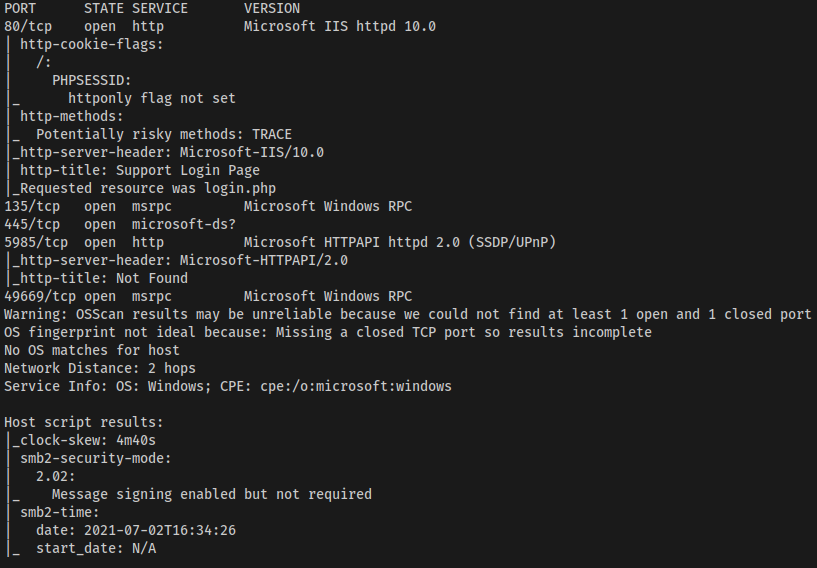 PORT      STATE SERVICE       VERSION
80/tcp    open  http          Microsoft IIS httpd 10.0
| http-cookie-flags:
|   /:
|     PHPSESSID:
|_      httponly flag not set
| http-methods:
|_  Potentially risky methods: TRACE
|_http-server-header: Microsoft-IIS/10.0
| http-title: Support Login Page
|_Requested resource was login.php
135/tcp   open  msrpc         Microsoft Windows RPC
445/tcp   open  microsoft-ds?
5985/tcp  open  http          Microsoft HTTPAPI httpd 2.0 (SSDP/UPnP)
|_http-server-header: Microsoft-HTTPAPI/2.0
|_http-title: Not Found
49669/tcp open  msrpc         Microsoft Windows RPC
Warning: OSScan results may be unreliable because we could not find at least 1 open and 1 closed port
OS fingerprint not ideal because: Missing a closed TCP port so results incomplete
No OS matches for host
Network Distance: 2 hops
Service Info: OS: Windows; CPE: cpe:/o:microsoft:windows

Host script results:
|_clock-skew: 4m40s
| smb2-security-mode:
|   2.02:
|_    Message signing enabled but not required
| smb2-time:
|   date: 2021-07-02T16:34:26
|_  start_date: N/A